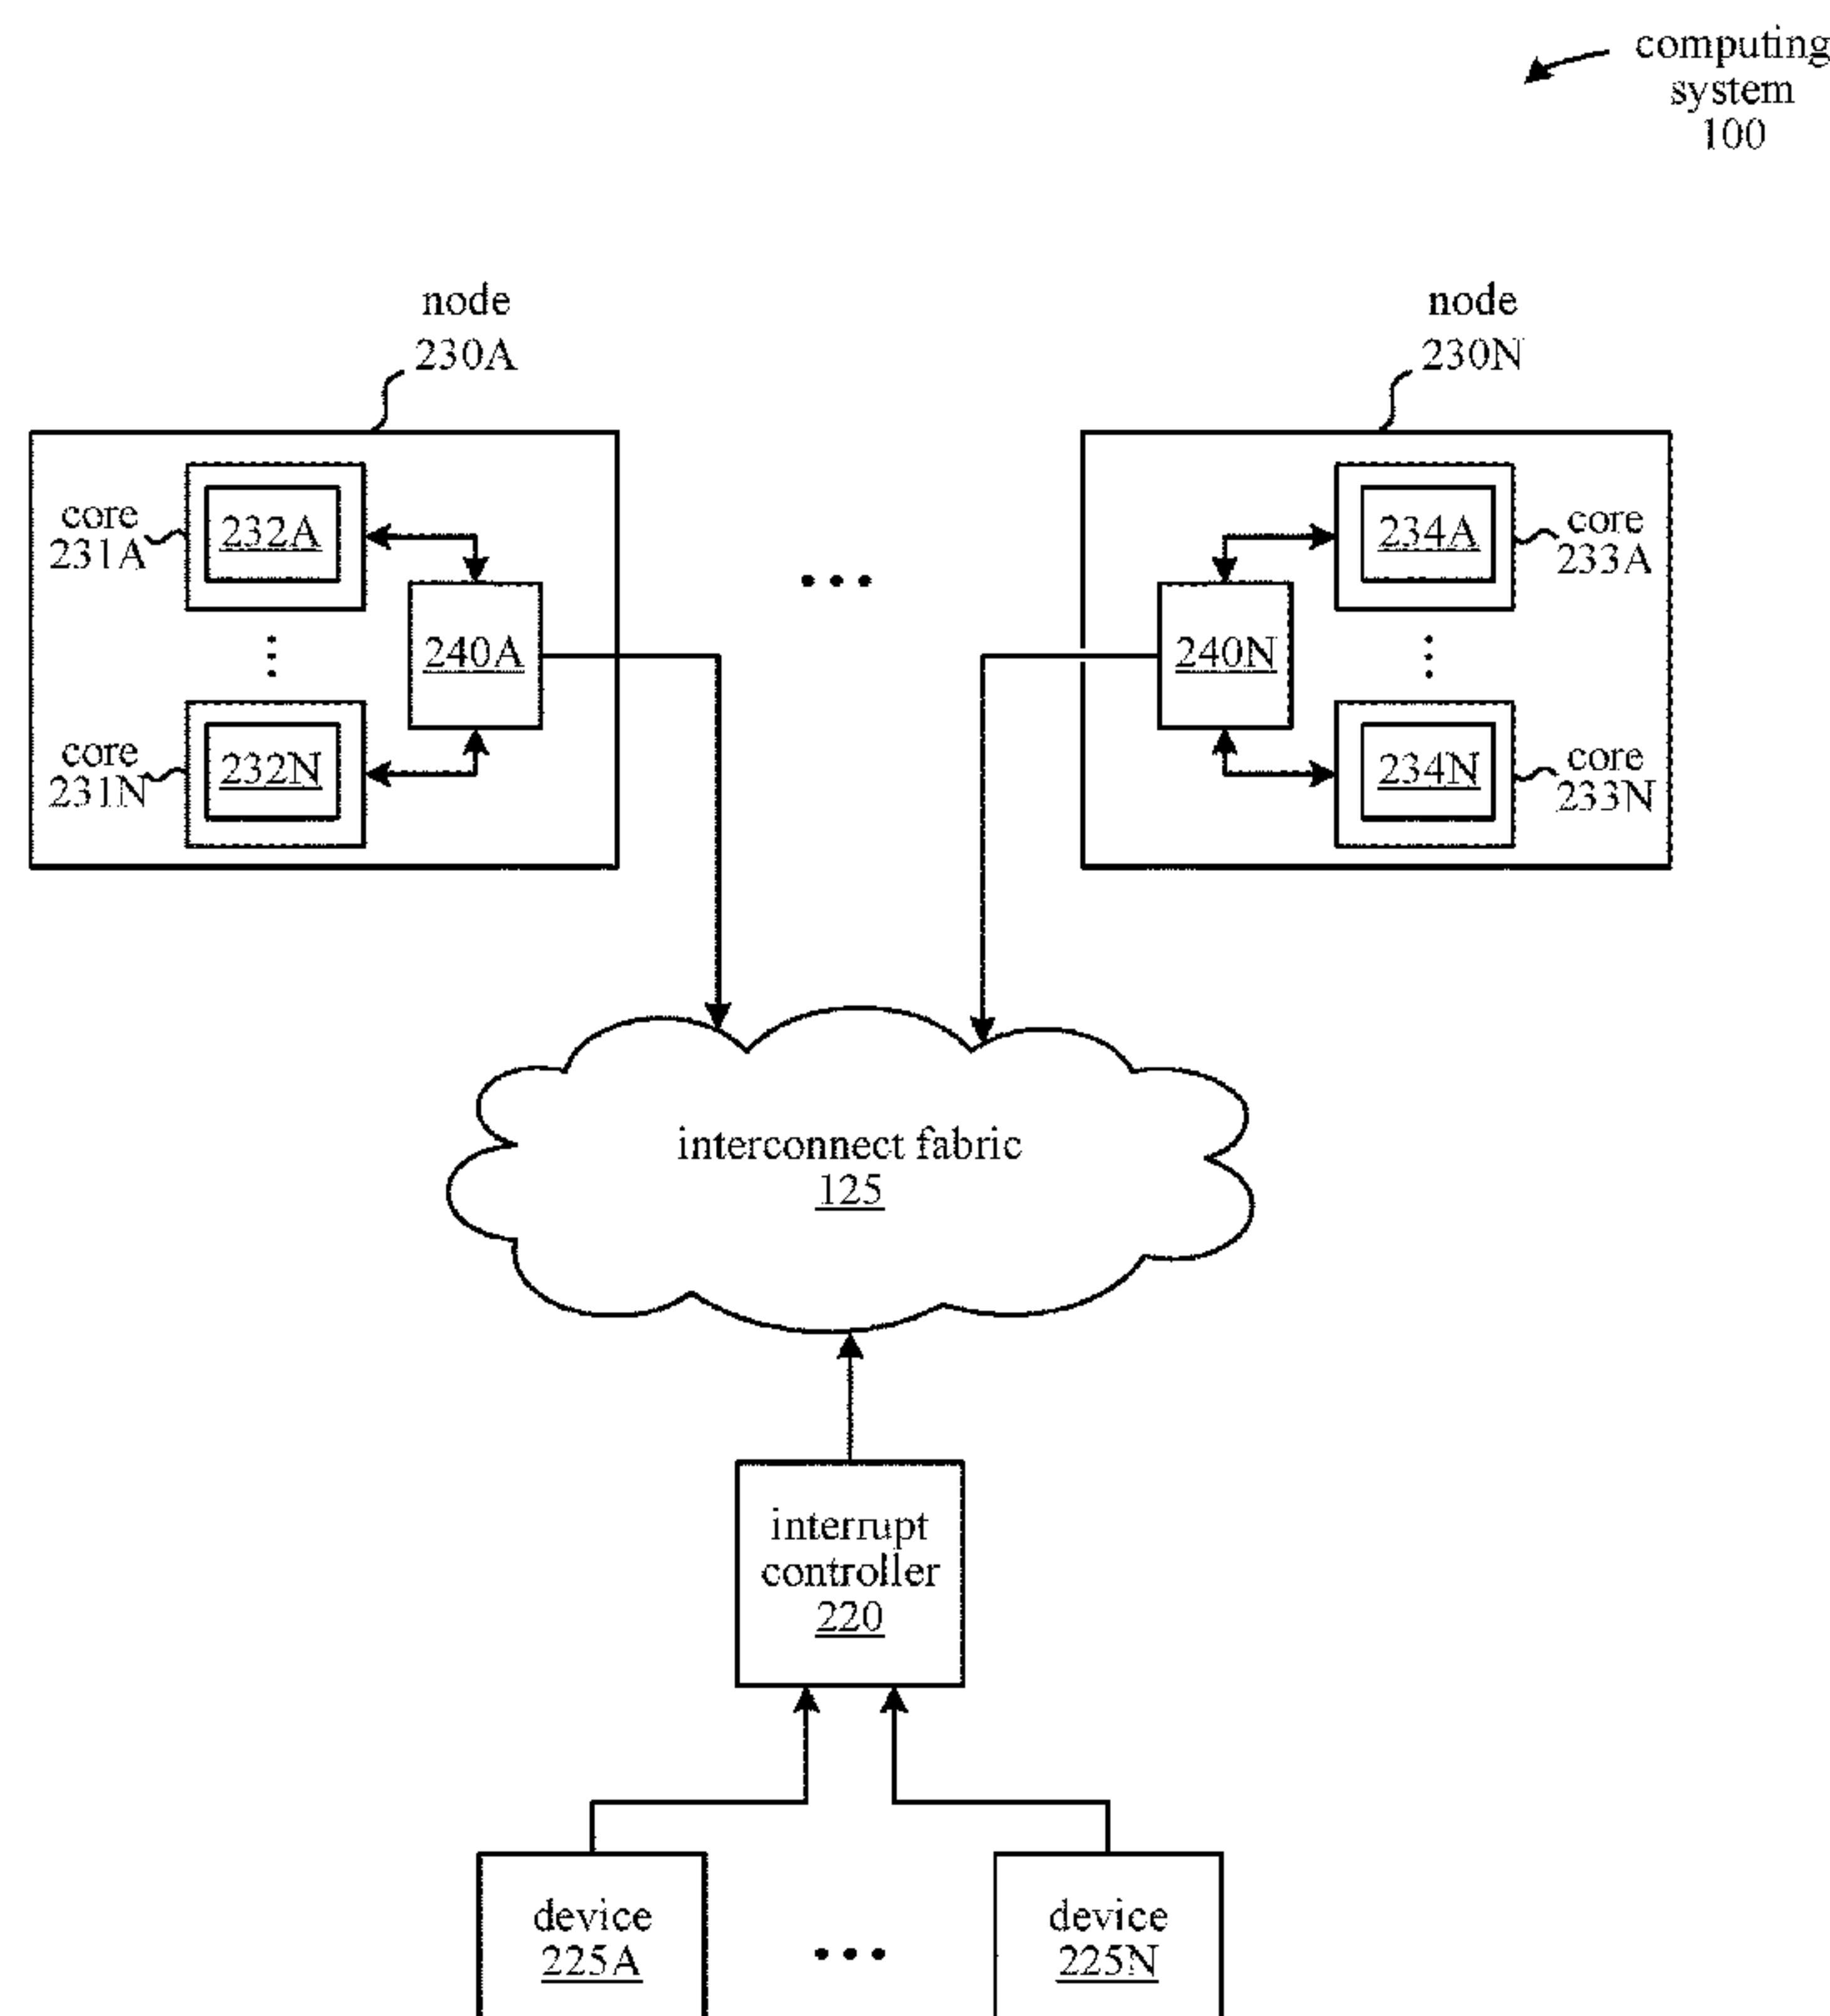 computing
system
100
node
230A
node
230N
core
231A
232A
240A
core
231N
232N
234A
core
233A
240N
234N
core
233N
interconnect fabric
125
interrupt
controller
220
device
225A
device
225N